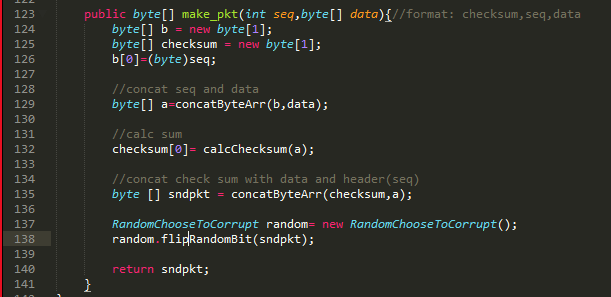 123 public byte[] make_pkt(int seq,byte[] data){//format: checksum,seq,data
124 byte[] b = new byte[1];
125 byte[] checksum = new byte[1];
126 b[0]=(byte)seq;
127
128 //concat seq and data
129 byte[] a=concatByteArr(b,data);
130
131 //calc sum
132 checksum[0]= calcChecksum(a);
133
134 //concat check sum with data and header(seq)
135 byte [] sndpkt = concatByteArr(checksum,a);
136
137 RandomChooseToCorrupt random= new RandomChooseToCorrupt();
138 random.flipRandomBit(sndpkt);
139
140 return sndpkt;
141 }